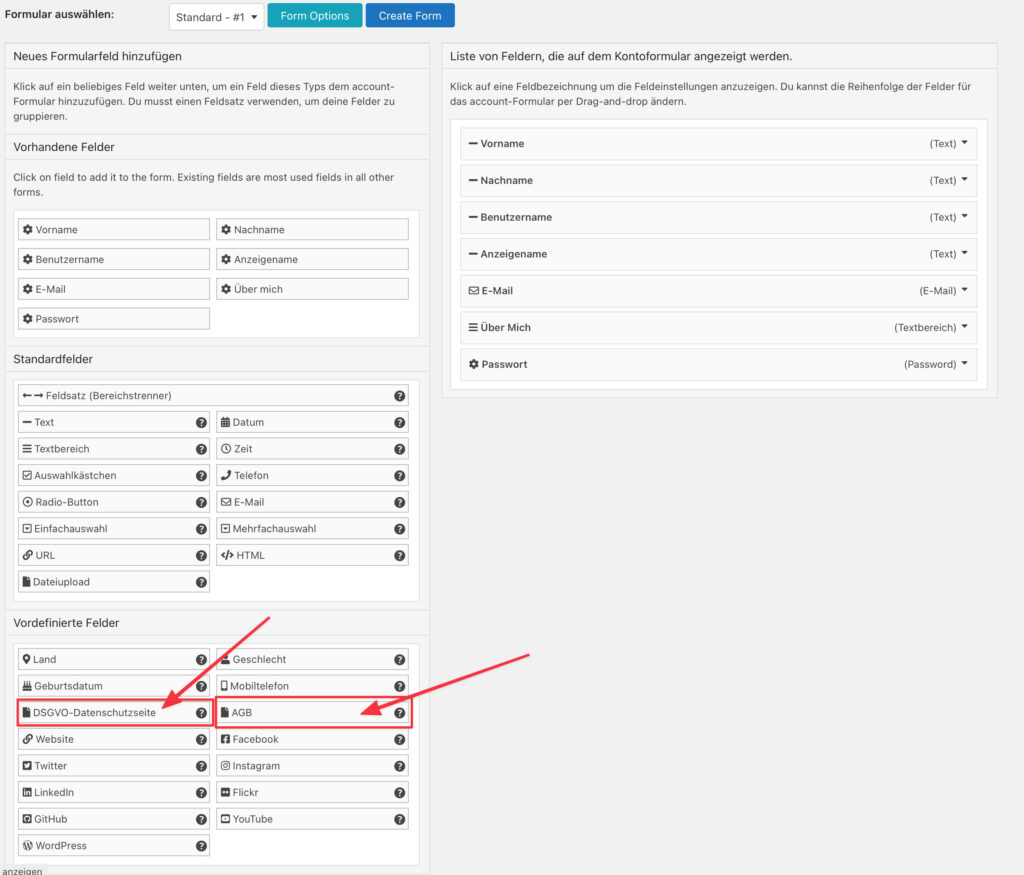 Formular auswählen:
Standard - #1
Form Options
Create Form
Neues Formularfeld hinzufügen
Klick auf ein beliebiges Feld weiter unten, um ein Feld dieses Typs dem account-
Formular hinzuzufügen. Du musst einen Feldsatz verwenden, um deine Felder zu
gruppieren.
Vorhandene Felder
Click on field to add it to the form. Existing fields are most used fields in all other
forms.
Vorname
Nachname
Benutzername
Anzeigename
E-Mail
Über mich
Passwort
Standardfelder
Feldsatz (Bereichstrenner)
Text
Datum
Textbereich
Zeit
Auswahlkästchen
Telefon
Radio-Button
E-Mail
Einfachauswahl
Mehrfachauswahl
URL
HTML
Dateiupload
Vordefinierte Felder
Land
Geschlecht
Geburtsdatum
Mobiltelefon
DSGVO-Datenschutzseite
AGB
Website
Facebook
Twitter
Instagram
LinkedIn
Flickr
GitHub
YouTube
WordPress
anzeigen
Liste von Feldern, die auf dem Kontoformular angezeigt werden.
Klick auf eine Feldbezeichnung um die Feldeinstellungen anzuzeigen. Du kannst die Reihenfolge der Felder für
das account-Formular per Drag-and-drop ändern.
Vorname (Text)
Nachname (Text)
Benutzername (Text)
Anzeigename (Text)
E-Mail (E-Mail)
Über Mich (Textbereich)
Passwort (Password)